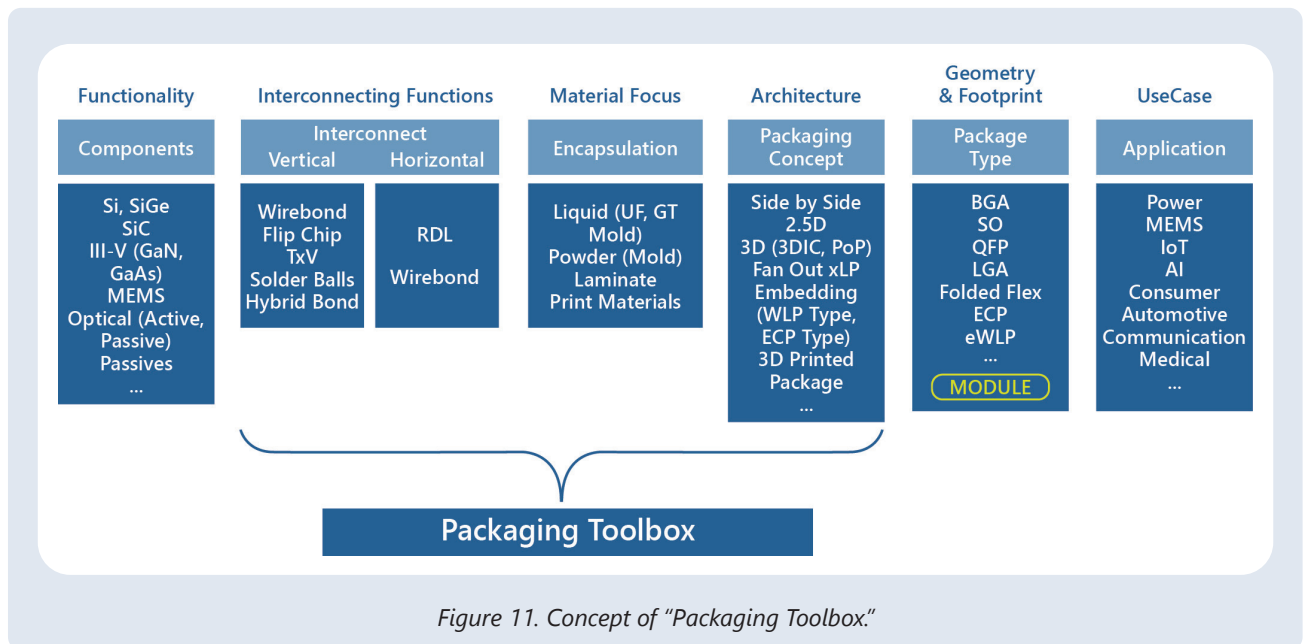 Functionality
Components
Si, SiGe
SiC
III-V (GaN,
GaAs)
MEMS
Optical (Active,
Passive)
Passives
...
Interconnecting Functions
Interconnect
Vertical
Horizontal
Wirebond
Flip Chip
TxV
Solder Balls
Hybrid Bond
RDL
Wirebond
Material Focus
Encapsulation
Liquid (UF, GT
Mold)
Powder (Mold)
Laminate
Print Materials
Architecture
Packaging
Concept
Side by Side
2.5D
3D (3DIC, PoP)
Fan Out xLP
Embedding
(WLP Type,
ECP Type)
3D Printed
Package
...
Geometry
& Footprint
Package
Type
BGA
SO
QFP
LGA
Folded Flex
ECP
eWLP
...
MODULE
UseCase
Application
Power
MEMS
IoT
AI
Consumer
Automotive
Communication
Medical
...
Packaging Toolbox
Figure 11. Concept of “Packaging Toolbox.”